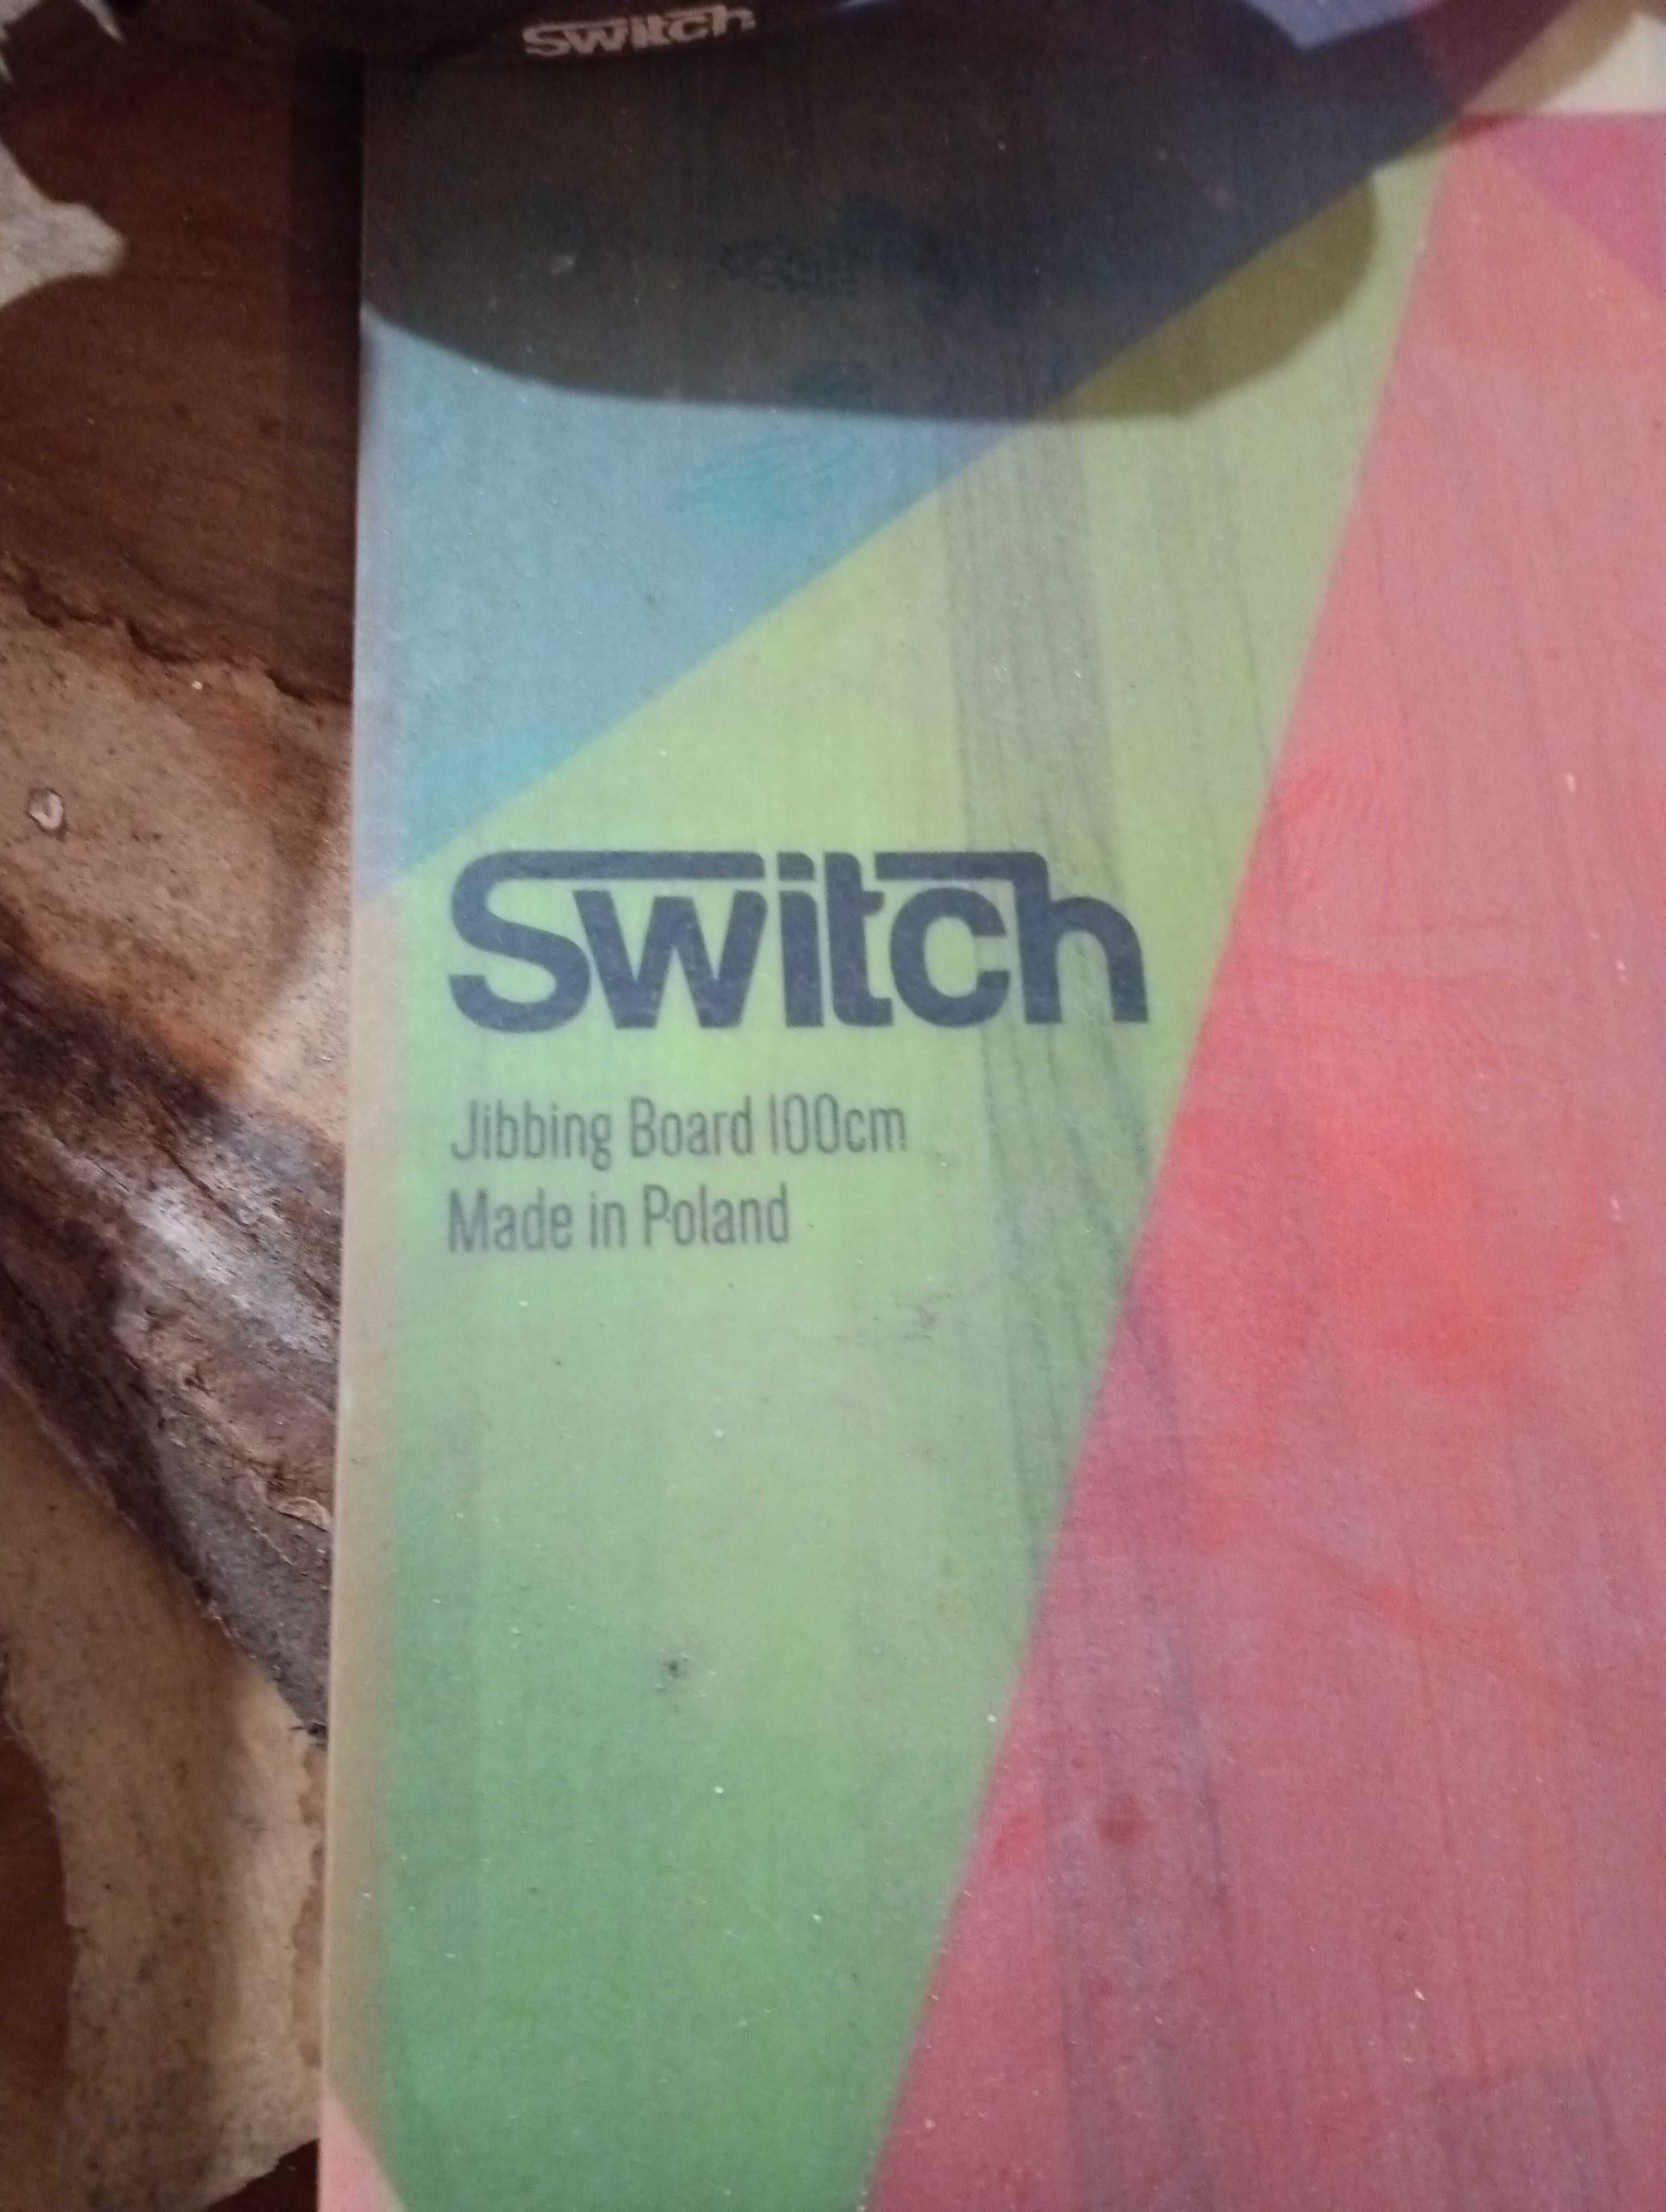 Switch
Switch
Jibbing Board 100cm
Made in Poland